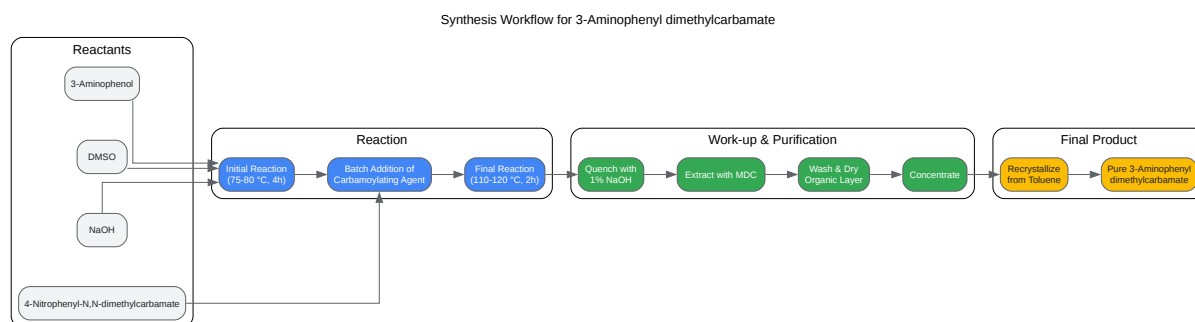 Synthesis Workflow for 3-Aminophenyl dimethylcarbamate
Reactants
3-Aminophenol
DMSO
NaOH
4-Nitrophenyl-N,N-dimethylcarbamate
Reaction
Initial Reaction
(75-80 °C, 4h)
Batch Addition of
Carbamoylating Agent
Final Reaction
(110-120 °C, 2h)
Work-up & Purification
Quench with
1% NaOH
Extract with MDC
Wash & Dry
Organic Layer
Concentrate
Final Product
Recrystallize
from Toluene
Pure 3-Aminophenyl
dimethylcarbamate